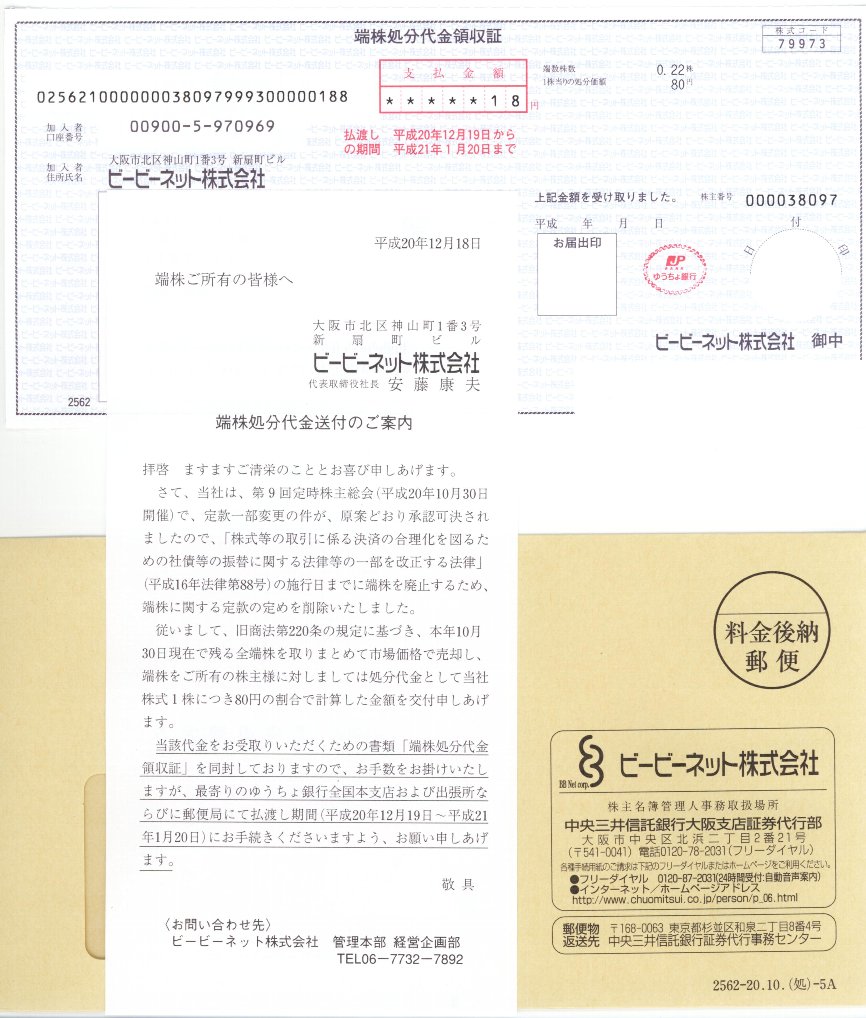 端株処分代金領収証
株式コード
79973
支払金額
*****18円
端数株数 0.22株
1株当りの処分価額 80円
025621000000038097999300000188
加入者
口座番号
00900-5-970969
払渡し 平成20年12月19日から
の期間 平成21年1月20日まで
加入者
住所氏名
大阪市北区神山町1番3号 新扇町ビル
ビービーネット株式会社
上記金額を受け取りました。
株主番号 000038097
平成 年 月 日
お届出印
JP
ゆうちょ銀行
日 付 印
ビービーネット株式会社 御中
2562
平成20年12月18日
端株ご所有の皆様へ
大阪市北区神山町1番3号
新扇町ビル
ビービーネット株式会社
代表取締役社長 安藤康夫
端株処分代金送付のご案内
拝啓 ますますご清栄のこととお喜び申しあげます。
さて、当社は、第9回定時株主総会(平成20年10月30日
開催)で、定款一部変更の件が、原案どおり承認可決され
ましたので、「株式等の取引に係る決済の合理化を図るた
めの社債等の振替に関する法律等の一部を改正する法律」
(平成16年法律第88号)の施行日までに端株を廃止するため、
端株に関する定款の定めを削除いたしました。
従いまして、旧商法第220条の規定に基づき、本年10月
30日現在で残る全端株を取りまとめて市場価格で売却し、
端株をご所有の株主様に対しましては処分代金として当社
株式1株につき80円の割合で計算した金額を交付申しあげ
ます。
当該代金をお受取りいただくための書類「端株処分代金
領収証」を同封しておりますので、お手数をお掛けいたし
ますが、最寄りのゆうちょ銀行全国本支店および出張所な
らびに郵便局にて払渡し期間(平成20年12月19日～平成21
年1月20日)にお手続きくださいますよう、お願い申しあげ
ます。
敬具
〈お問い合わせ先〉
ビービーネット株式会社 管理本部 経営企画部
TEL06-7732-7892
料金後納
郵便
BB Net corp.
ビービーネット株式会社
株主名簿管理人事務取扱場所
中央三井信託銀行大阪支店証券代行部
大阪市中央区北浜二丁目2番21号
(〒541-0041) 電話0120-78-2031(フリーダイヤル)
各種手続用紙のご請求は下記のフリーダイヤルまたはホームページをご利用ください。
●フリーダイヤル 0120-87-2031(24時間受付:自動音声案内)
●インターネット/ホームページアドレス
http://www.chuomitsui.co.jp/person/p_06.html
郵便物
返送先
〒168-0063 東京都杉並区和泉二丁目8番4号
中央三井信託銀行証券代行事務センター
2562-20.10.(処)-5A